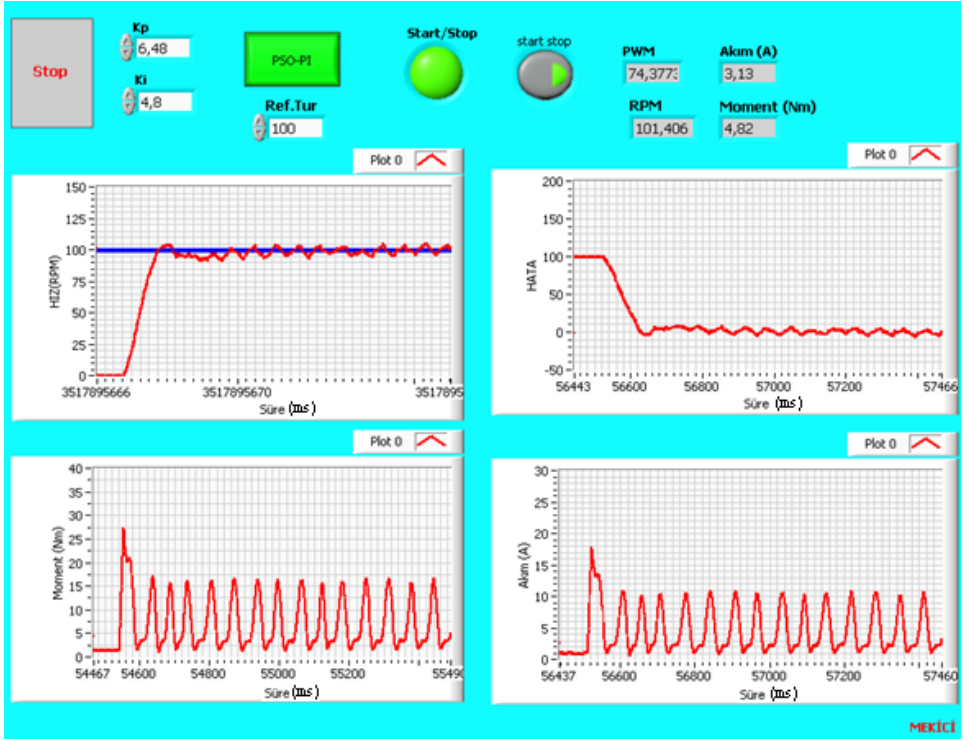 Stop
Kp
6,48
Ki
4,8
PSO-PI
Ref.Tur
100
Start/Stop
start stop
PWM
74,3773
Akım (A)
3,13
RPM
101,406
Moment (Nm)
4,82
Plot 0
HIZ(RPM)
150
125
100
75
50
25
0
3517895666 3517895670 3517895
Süre (ms)
Plot 0
HATA
200
150
100
50
0
-50
56443 56600 56800 57000 57200 57466
Süre (ms)
Plot 0
Moment (Nm)
40
35
30
25
20
15
10
5
0
54467 54600 54800 55000 55200 55490
Süre (ms)
Plot 0
Akım (A)
30
25
20
15
10
5
0
56437 56600 56800 57000 57200 57460
Süre (ms)
MEKİCİ